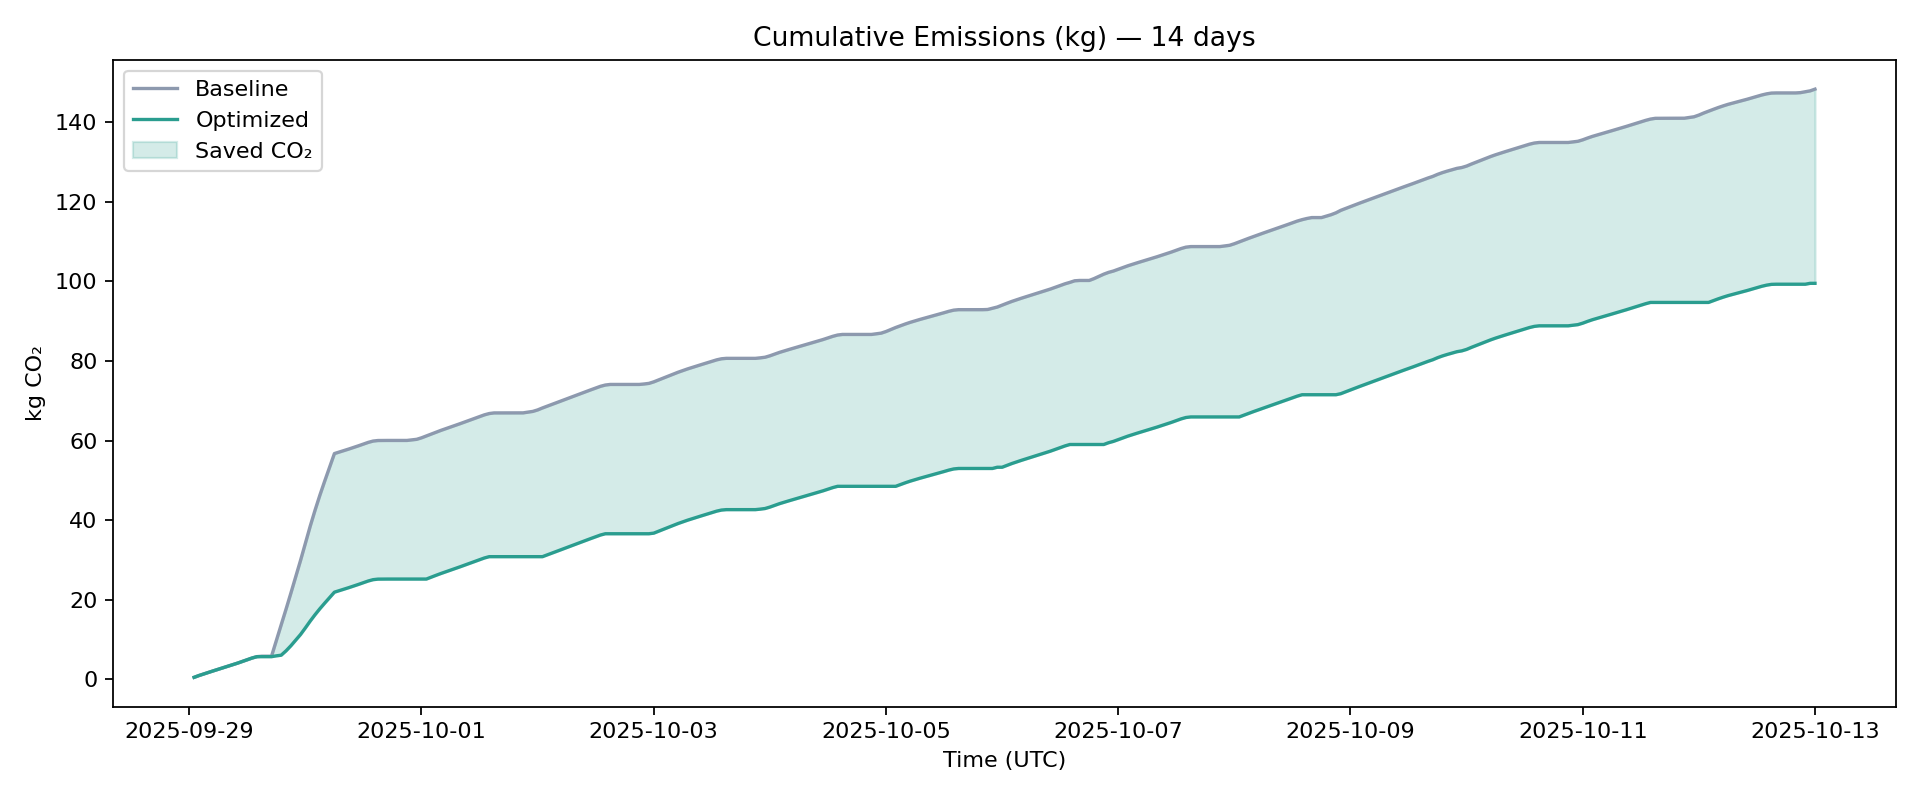 Cumulative Emissions (kg) — 14 days
Baseline
Optimized
Saved CO₂
140
120
100
80
60
40
20
0
kg CO₂
2025-09-29 2025-10-01 2025-10-03 2025-10-05 2025-10-07 2025-10-09 2025-10-11 2025-10-13
Time (UTC)